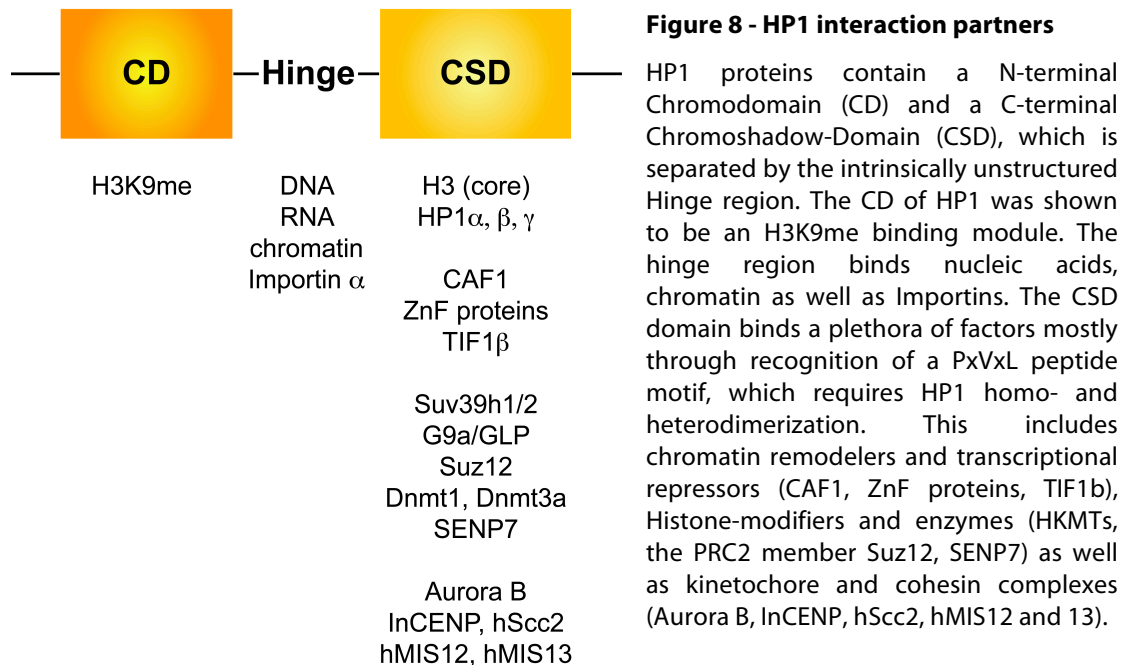 CD Hinge CSD
H3K9me
DNA
RNA
chromatin
Importin α
H3 (core)
HP1α, β, γ
CAF1
ZnF proteins
TIF1β
Suv39h1/2
G9a/GLP
Suz12
Dnmt1, Dnmt3a
SENP7
Aurora B
InCENP, hScc2
hMIS12, hMIS13
Figure 8 - HP1 interaction partners
HP1 proteins contain a N-terminal
Chromodomain (CD) and a C-terminal
Chromoshadow-Domain (CSD), which is
separated by the intrinsically unstructured
Hinge region. The CD of HP1 was shown
to be an H3K9me binding module. The
hinge region binds nucleic acids,
chromatin as well as Importins. The CSD
domain binds a plethora of factors mostly
through recognition of a PxVxL peptide
motif, which requires HP1 homo- and
heterodimerization. This includes
chromatin remodelers and transcriptional
repressors (CAF1, ZnF proteins, TIF1b),
Histone-modifiers and enzymes (HKMTs,
the PRC2 member Suz12, SENP7) as well
as kinetochore and cohesin complexes
(Aurora B, InCENP, hScc2, hMIS12 and 13).